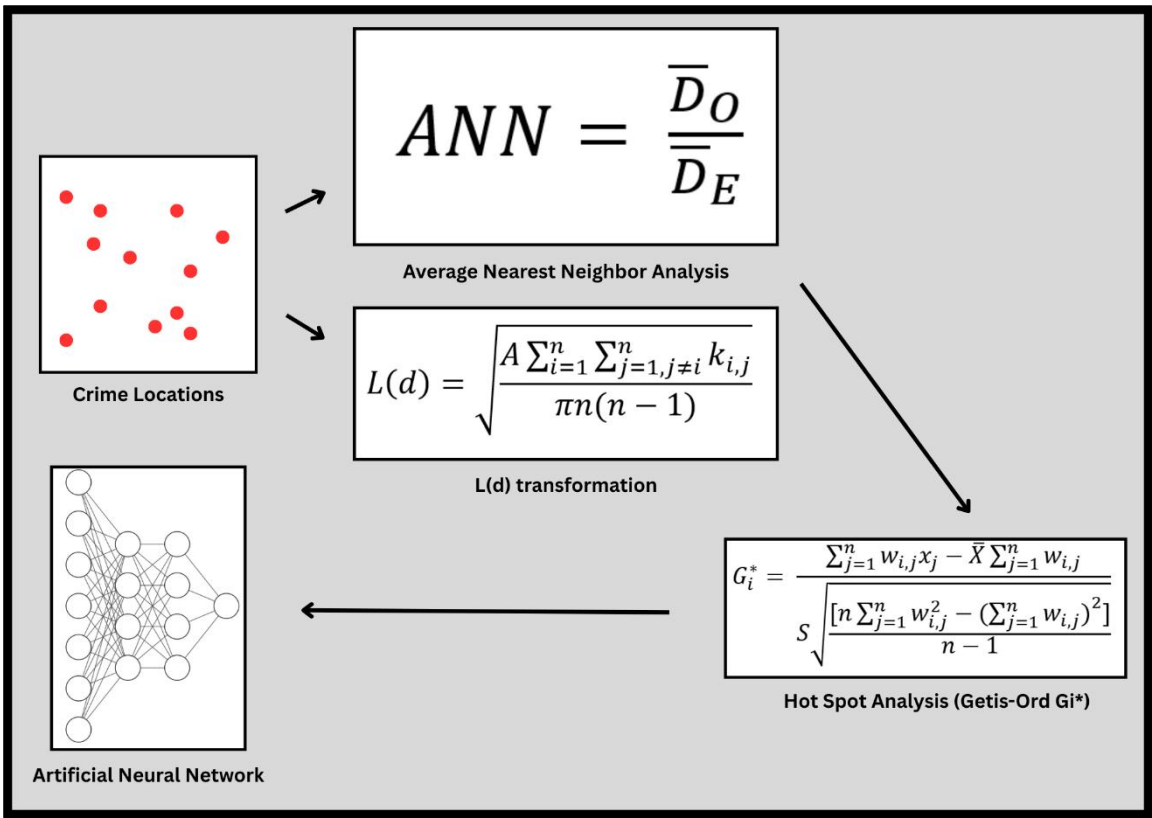 ANN = D̅_O / D̅_E
Average Nearest Neighbor Analysis
Crime Locations
L(d) = √(A ∑_{i=1}^{n} ∑_{j=1,j≠i}^{n} k_{i,j} / πn(n − 1))
L(d) transformation
G_i^* = (∑_{j=1}^{n} w_{i,j}x_j − X̄ ∑_{j=1}^{n} w_{i,j}) / (S√([n ∑_{j=1}^{n} w_{i,j}^2 − (∑_{j=1}^{n} w_{i,j})^2] / n − 1))
Hot Spot Analysis (Getis-Ord Gi*)
Artificial Neural Network